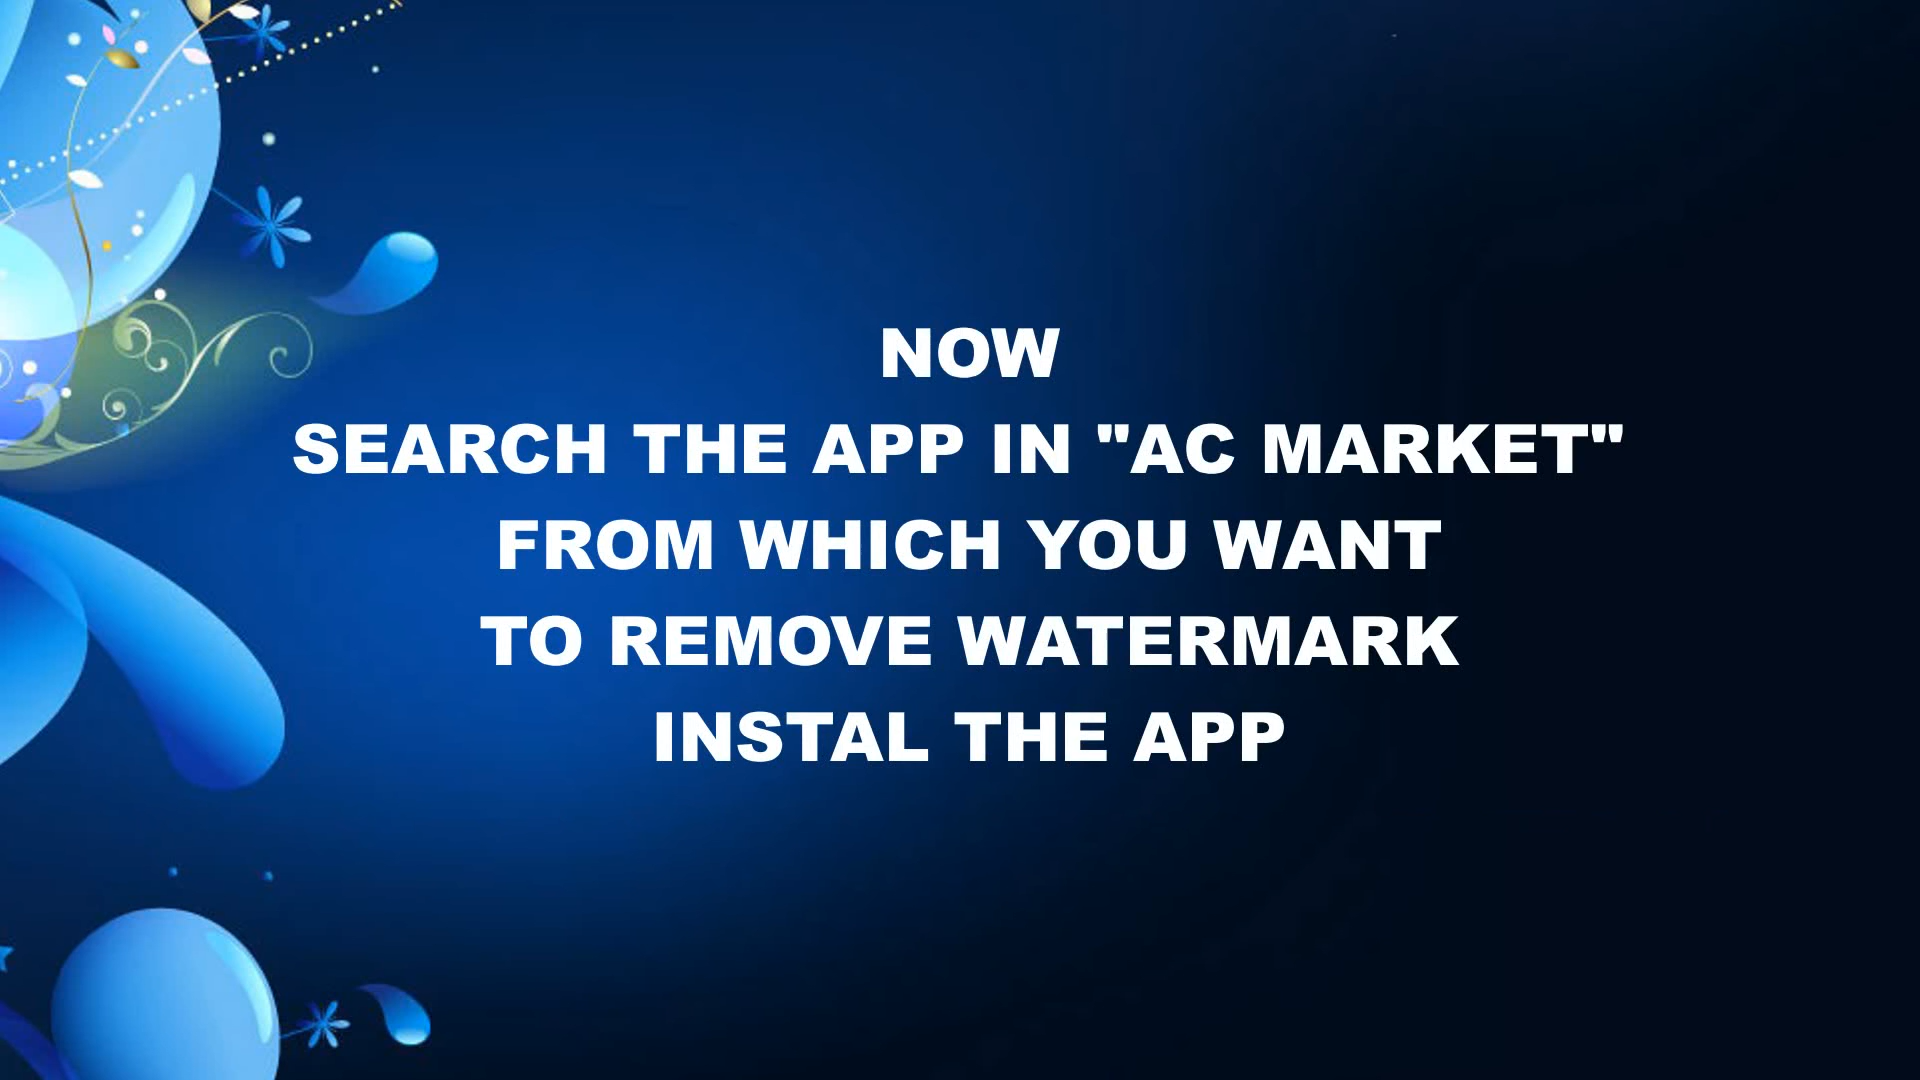 NOW
SEARCH THE APP IN "AC MARKET"
FROM WHICH YOU WANT
TO REMOVE WATERMARK
INSTAL THE APP